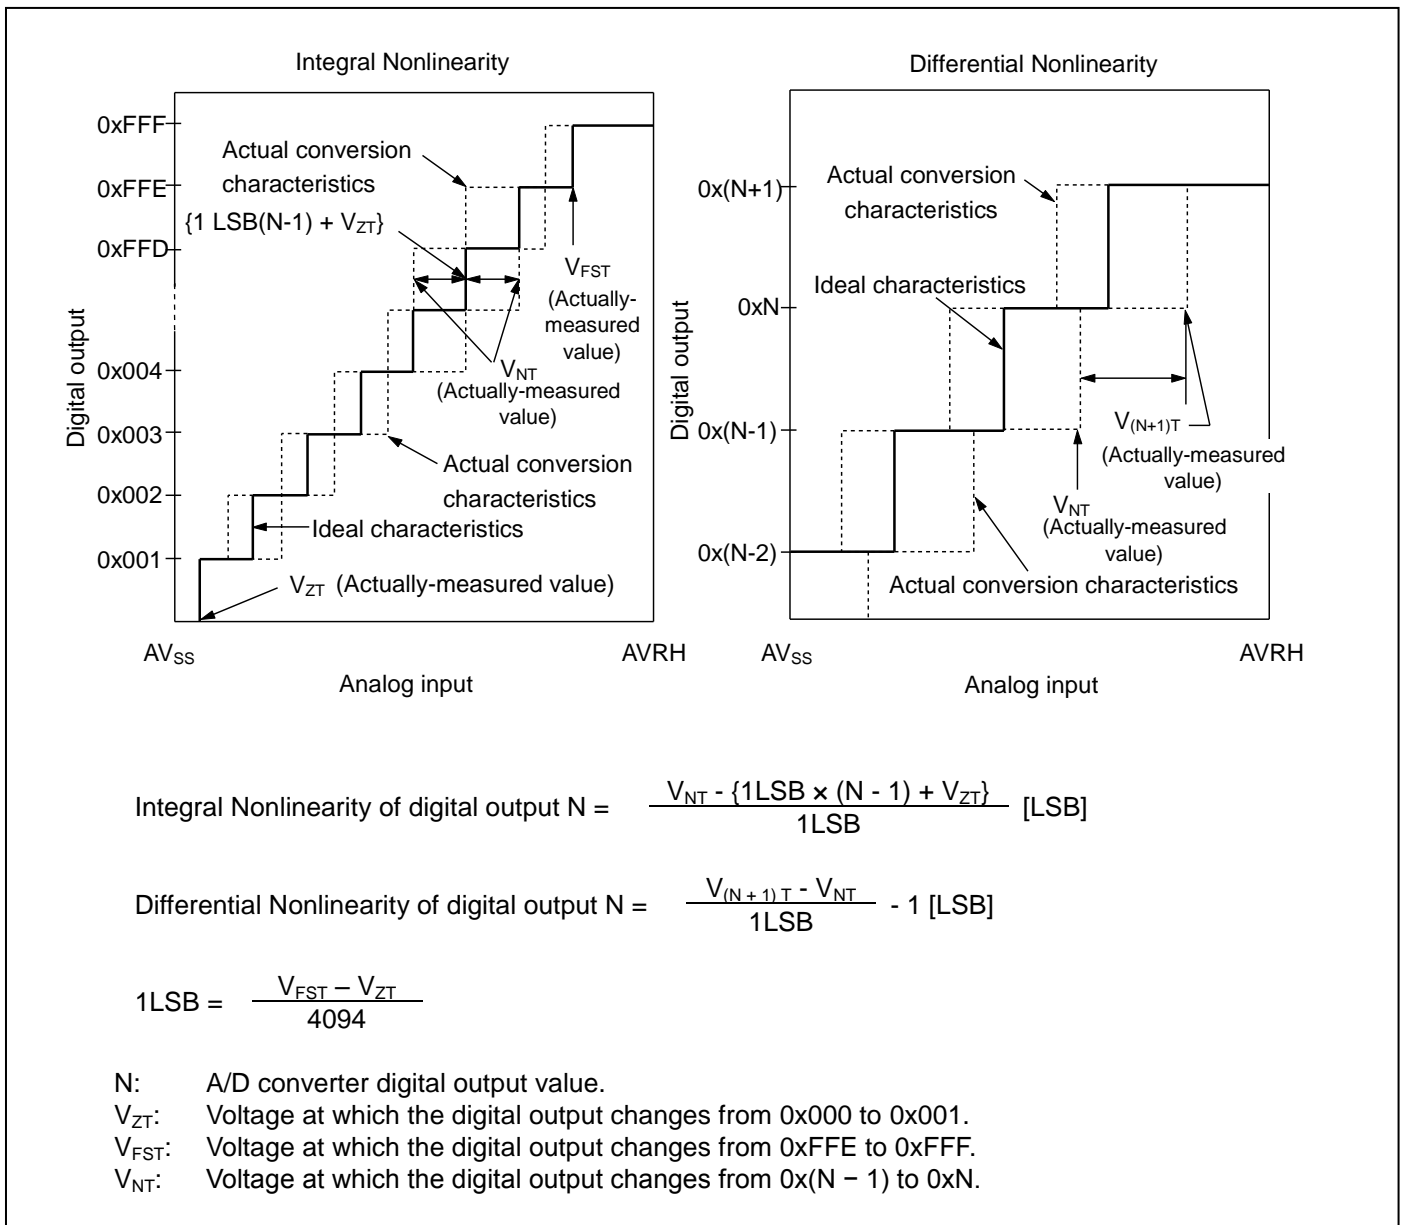 Integral Nonlinearity
0xFFF
0xFFE
0xFFD
0x004
0x003
0x002
0x001
Digital output
Actual conversion
characteristics
{1 LSB(N-1) + VZT}
VFST
(Actually-
measured
value)
VNT
(Actually-measured
value)
Actual conversion
characteristics
Ideal characteristics
VZT (Actually-measured value)
AVSS
AVRH
Analog input
Differential Nonlinearity
0x(N+1)
0xN
0x(N-1)
0x(N-2)
Digital output
Actual conversion
characteristics
Ideal characteristics
V(N+1)T
(Actually-measured
value)
VNT
(Actually-measured
value)
Actual conversion characteristics
AVSS
AVRH
Analog input
Integral Nonlinearity of digital output N =
VNT - {1LSB × (N - 1) + VZT}
1LSB
[LSB]
Differential Nonlinearity of digital output N =
V(N + 1) T - VNT
1LSB
- 1 [LSB]
1LSB =
VFST – VZT
4094
N: A/D converter digital output value.
VZT: Voltage at which the digital output changes from 0x000 to 0x001.
VFST: Voltage at which the digital output changes from 0xFFE to 0xFFF.
VNT: Voltage at which the digital output changes from 0x(N − 1) to 0xN.